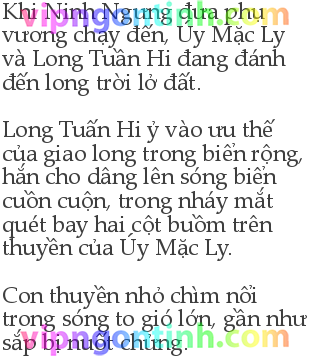 Khi Ninh Ngưng đưa phụ
vương chạy đến, Úy Mặc Ly
và Long Tuần Hi đang đánh
đến long trời lở đất.
Long Tuấn Hi ỷ vào ưu thế
của giao long trong biển rộng,
hắn cho dâng lên sóng biển
cuồn cuộn, trong nháy mắt
quét bay hai cột buồm trên
thuyền của Úy Mặc Ly.
Con thuyền nhỏ chìm nổi
trong sóng to gió lớn, gần như
sắp bị nuốt chửng.
vipngontinh.com
vipngontinh.com